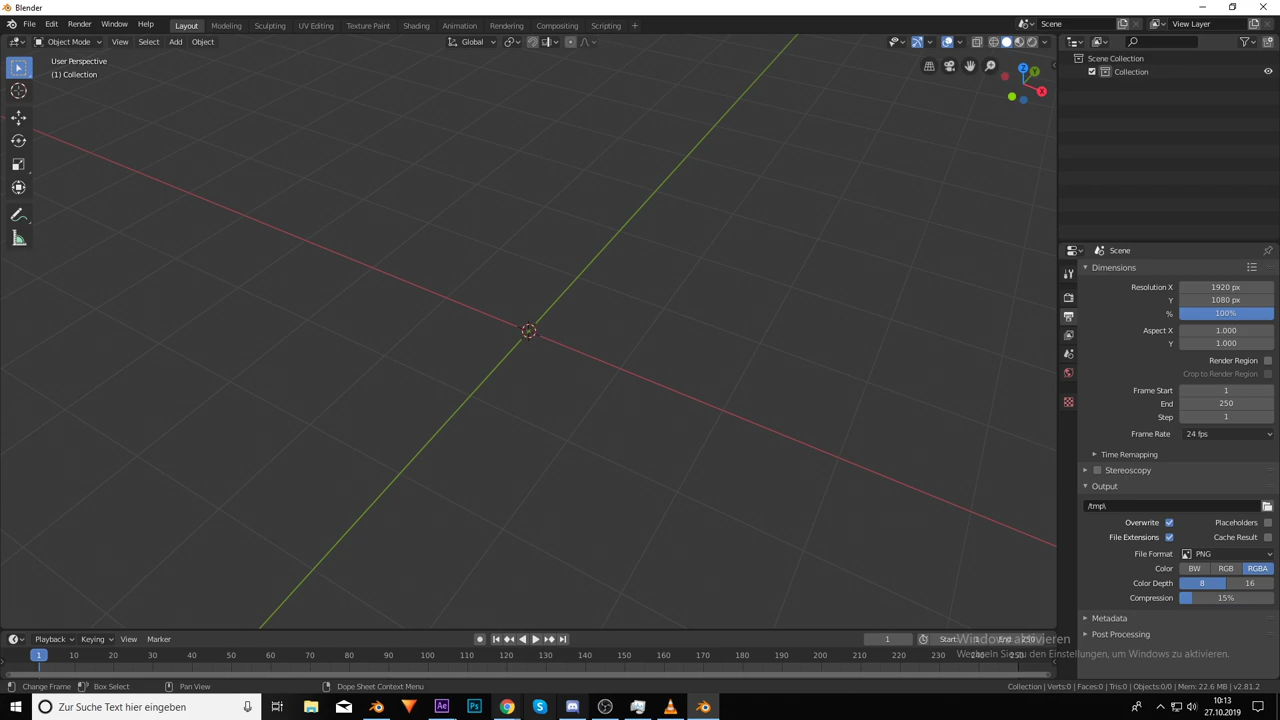 Blender
File Edit Render Window Help Layout Modeling Sculpting UV Editing Texture Paint Shading Animation Rendering Compositing Scripting + Scene View Layer
Object Mode View Select Add Object Global
User Perspective
(1) Collection
Z Y X
Scene Collection
Collection
Scene
Dimensions
Resolution X 1920 px
Y 1080 px
% 100%
Aspect X 1.000
Y 1.000
Render Region
Crop to Render Region
Frame Start 1
End 250
Step 1
Frame Rate 24 fps
Time Remapping
Stereoscopy
Output
/tmp\
Overwrite Placeholders
File Extensions Cache Result
File Format PNG
Color BW RGB RGBA
Color Depth 8 16
Compression 15%
Metadata
Post Processing
Playback Keying View Marker 1 Start: 1 End: 250
Windows aktivieren
Wechseln Sie zu den Einstellungen, um Windows zu aktivieren.
1 10 20 30 40 50 60 70 80 90 100 110 120 130 140 150 160 170 180 190 200 210 220 230 240 250
Change Frame Box Select Pan View Dope Sheet Context Menu Collection | Verts:0 | Faces:0 | Tris:0 | Objects:0/0 | Mem: 22.6 MB | v2.81.2
Zur Suche Text hier eingeben
Ae Ps S
10:13
27.10.2019